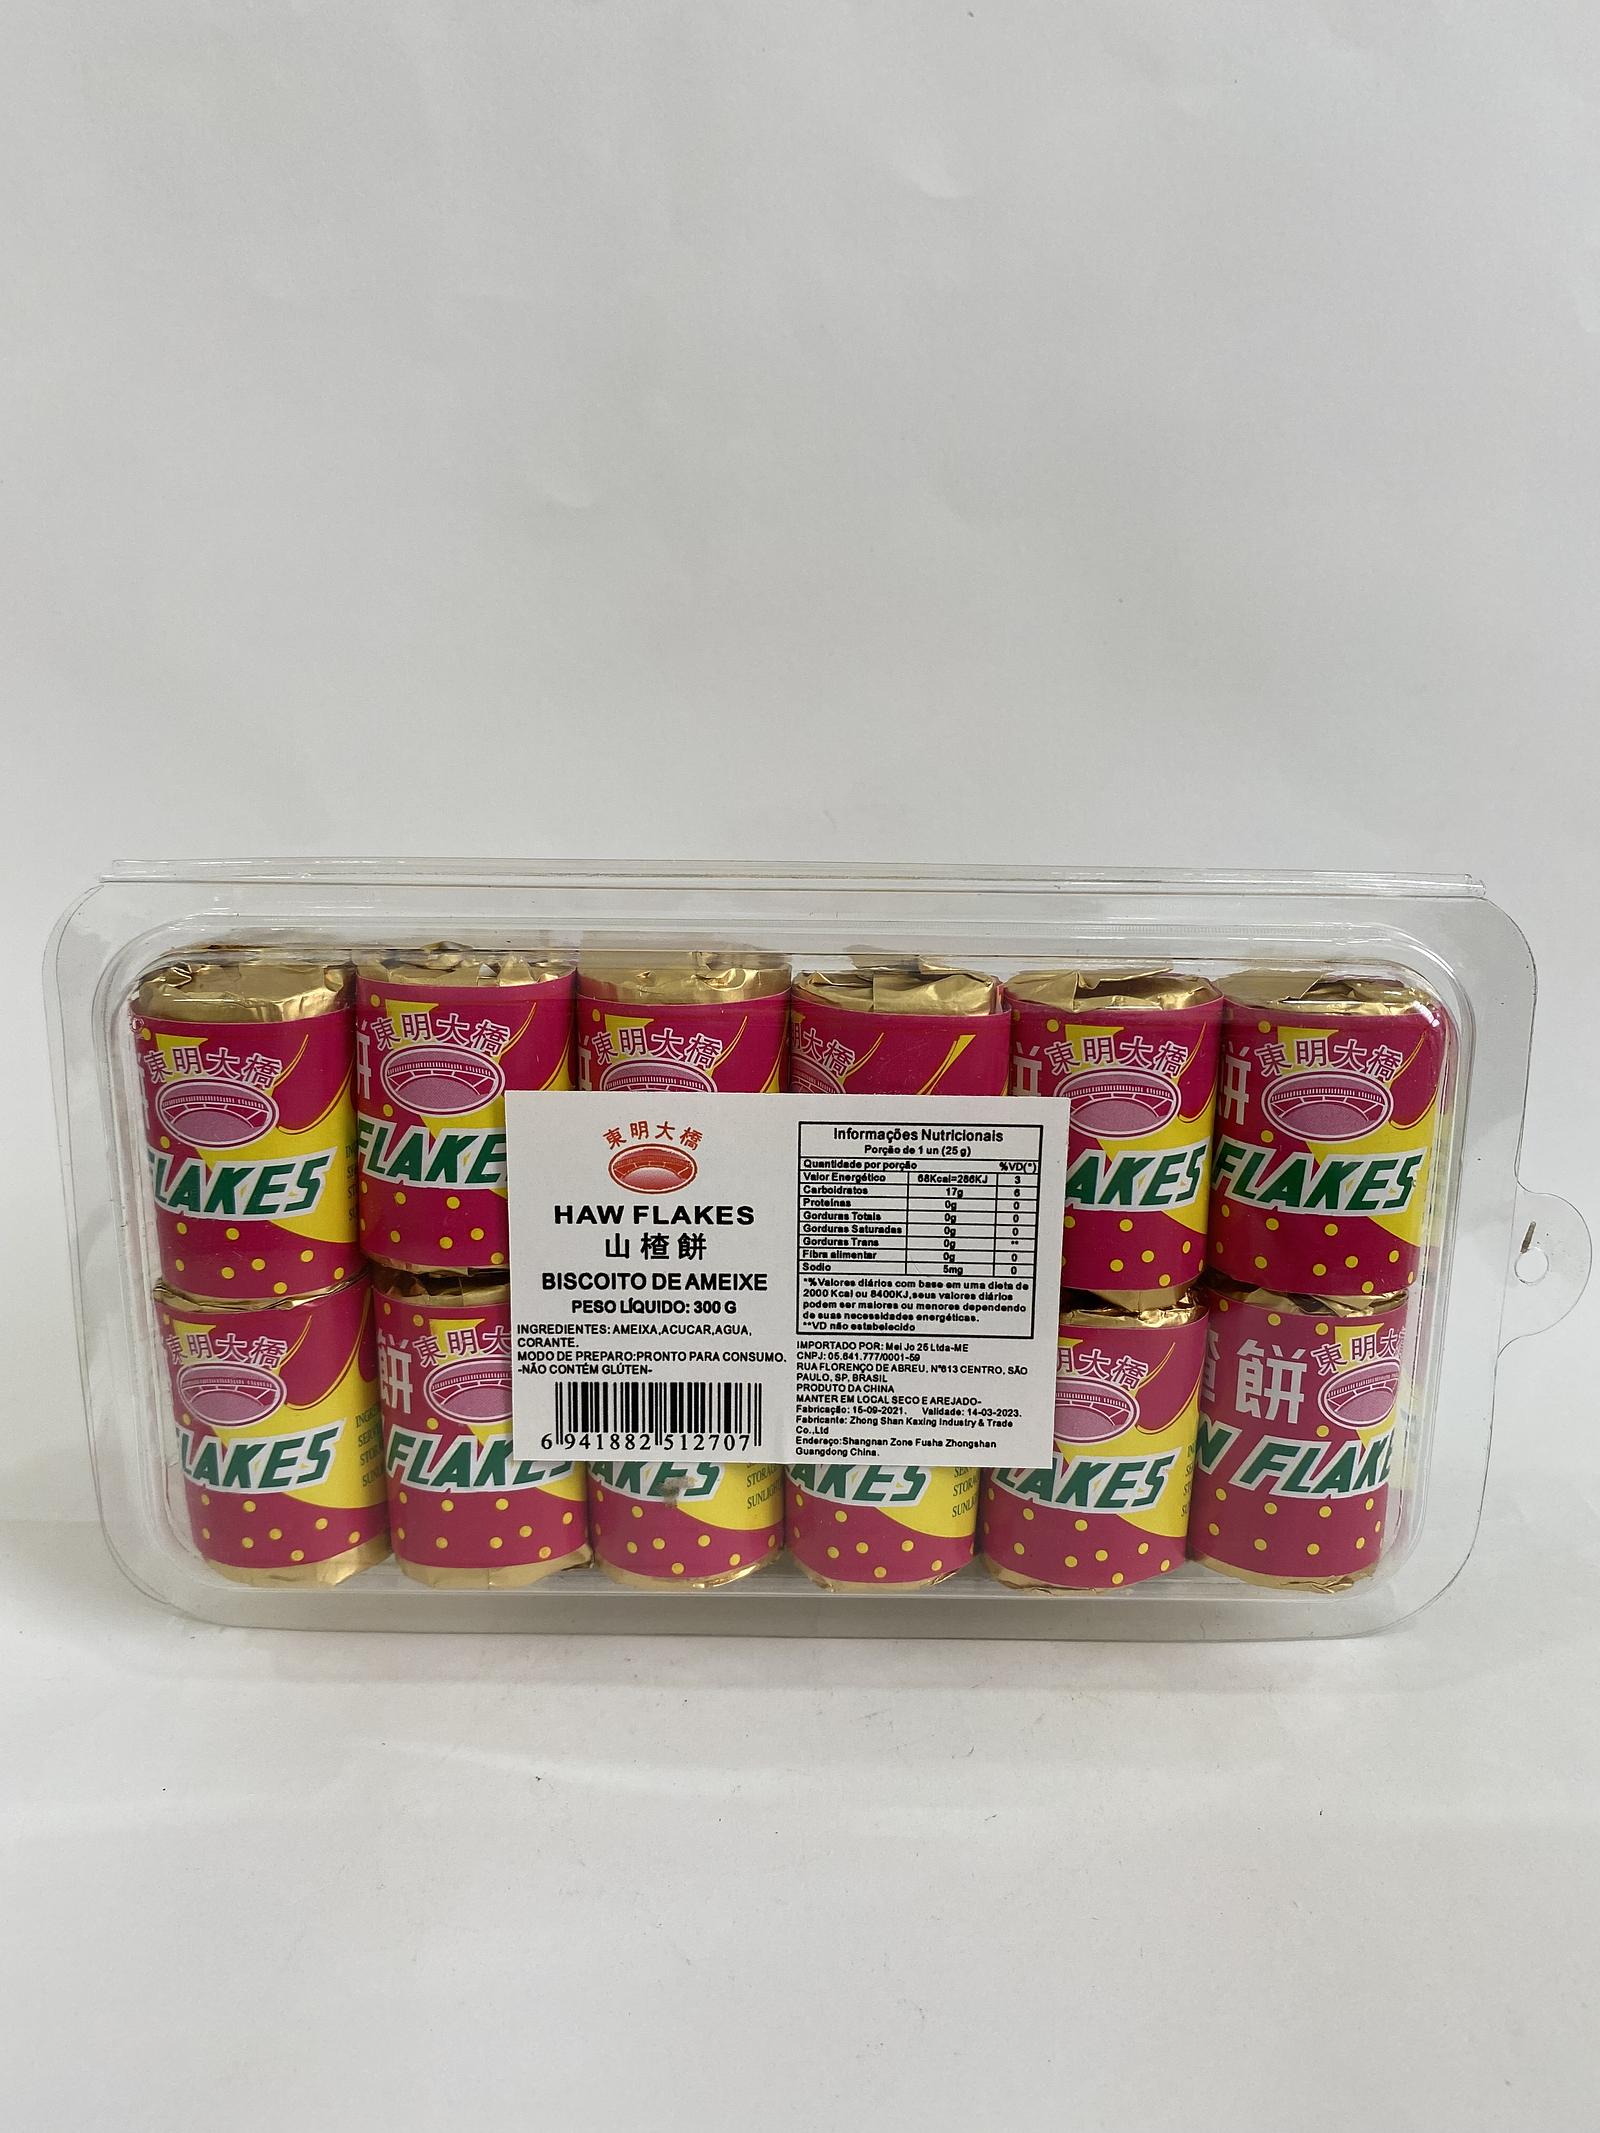 東明大橋
FLAKES
東明大橋
FLAKE
東明大橋
東明大橋
餅
東明大橋
AKES
餅
東明大橋
FLAKES
東明大橋
HAW FLAKES
山楂餅
BISCOITO DE AMEIXE
PESO LÍQUIDO: 300 G
INGREDIENTES: AMEIXA,ACUCAR,AGUA,
CORANTE.
MODO DE PREPARO:PRONTO PARA CONSUMO.
-NÃO CONTÉM GLÚTEN-
6 941882 512707
Informações Nutricionais
Porção de 1 un (25 g)
Quantidade por porção %VD(*)
Valor Energético 68Kcal=286KJ 3
Carboidratos 17g 6
Proteínas 0g 0
Gorduras Totais 0g 0
Gorduras Saturadas 0g 0
Gorduras Trans 0g **
Fibra alimentar 0g 0
Sodio 5mg 0
*%Valores diários com base em uma dieta de
2000 Kcal ou 8400KJ,seus valores diários
podem ser maiores ou menores dependendo
de suas necessidades energéticas.
**VD não estabelecido
IMPORTADO POR: Mei Jo 25 Ltda-ME
CNPJ: 05.641.777/0001-59
RUA FLORENÇO DE ABREU, Nº613 CENTRO, SÃO
PAULO, SP, BRASIL
PRODUTO DA CHINA
MANTER EM LOCAL SECO E AREJADO-
Fabricação: 15-09-2021. Validade: 14-03-2023.
Fabricante: Zhong Shan Kaxing Industry & Trade
Co.,Ltd
Endereço:Shangnan Zone Fusha Zhongshan
Guangdong China.
東明大橋
LAKES
餅
東明大
FLAKES
AKES
AKES
明大橋
AKES
餅
東明大
N FLAKE